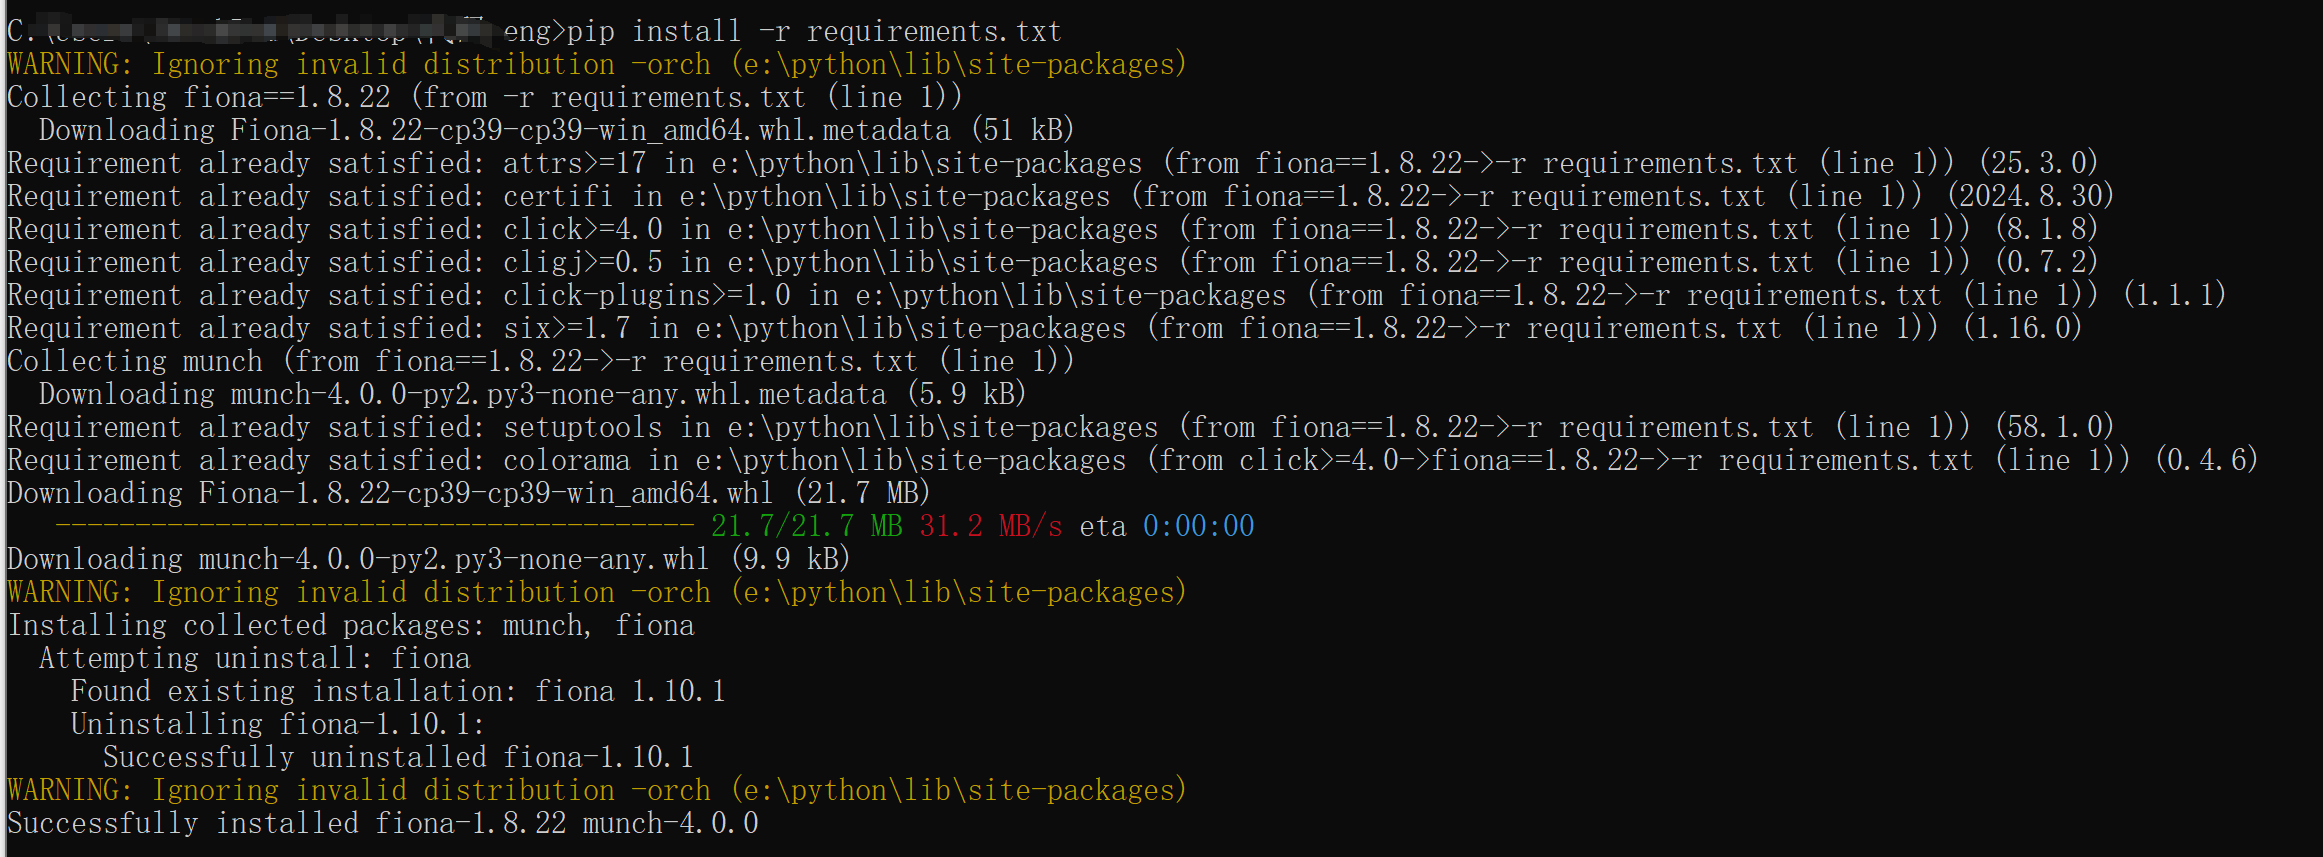 eng>pip install -r requirements.txt
WARNING: Ignoring invalid distribution -orch (e:\python\lib\site-packages)
Collecting fiona==1.8.22 (from -r requirements.txt (line 1))
  Downloading Fiona-1.8.22-cp39-cp39-win_amd64.whl.metadata (51 kB)
Requirement already satisfied: attrs>=17 in e:\python\lib\site-packages (from fiona==1.8.22->-r requirements.txt (line 1)) (25.3.0)
Requirement already satisfied: certifi in e:\python\lib\site-packages (from fiona==1.8.22->-r requirements.txt (line 1)) (2024.8.30)
Requirement already satisfied: click>=4.0 in e:\python\lib\site-packages (from fiona==1.8.22->-r requirements.txt (line 1)) (8.1.8)
Requirement already satisfied: cligj>=0.5 in e:\python\lib\site-packages (from fiona==1.8.22->-r requirements.txt (line 1)) (0.7.2)
Requirement already satisfied: click-plugins>=1.0 in e:\python\lib\site-packages (from fiona==1.8.22->-r requirements.txt (line 1)) (1.1.1)
Requirement already satisfied: six>=1.7 in e:\python\lib\site-packages (from fiona==1.8.22->-r requirements.txt (line 1)) (1.16.0)
Collecting munch (from fiona==1.8.22->-r requirements.txt (line 1))
  Downloading munch-4.0.0-py2.py3-none-any.whl.metadata (5.9 kB)
Requirement already satisfied: setuptools in e:\python\lib\site-packages (from fiona==1.8.22->-r requirements.txt (line 1)) (58.1.0)
Requirement already satisfied: colorama in e:\python\lib\site-packages (from click>=4.0->fiona==1.8.22->-r requirements.txt (line 1)) (0.4.6)
Downloading Fiona-1.8.22-cp39-cp39-win_amd64.whl (21.7 MB)
   ---------------------------------------- 21.7/21.7 MB 31.2 MB/s eta 0:00:00
Downloading munch-4.0.0-py2.py3-none-any.whl (9.9 kB)
WARNING: Ignoring invalid distribution -orch (e:\python\lib\site-packages)
Installing collected packages: munch, fiona
  Attempting uninstall: fiona
    Found existing installation: fiona 1.10.1
    Uninstalling fiona-1.10.1:
      Successfully uninstalled fiona-1.10.1
WARNING: Ignoring invalid distribution -orch (e:\python\lib\site-packages)
Successfully installed fiona-1.8.22 munch-4.0.0